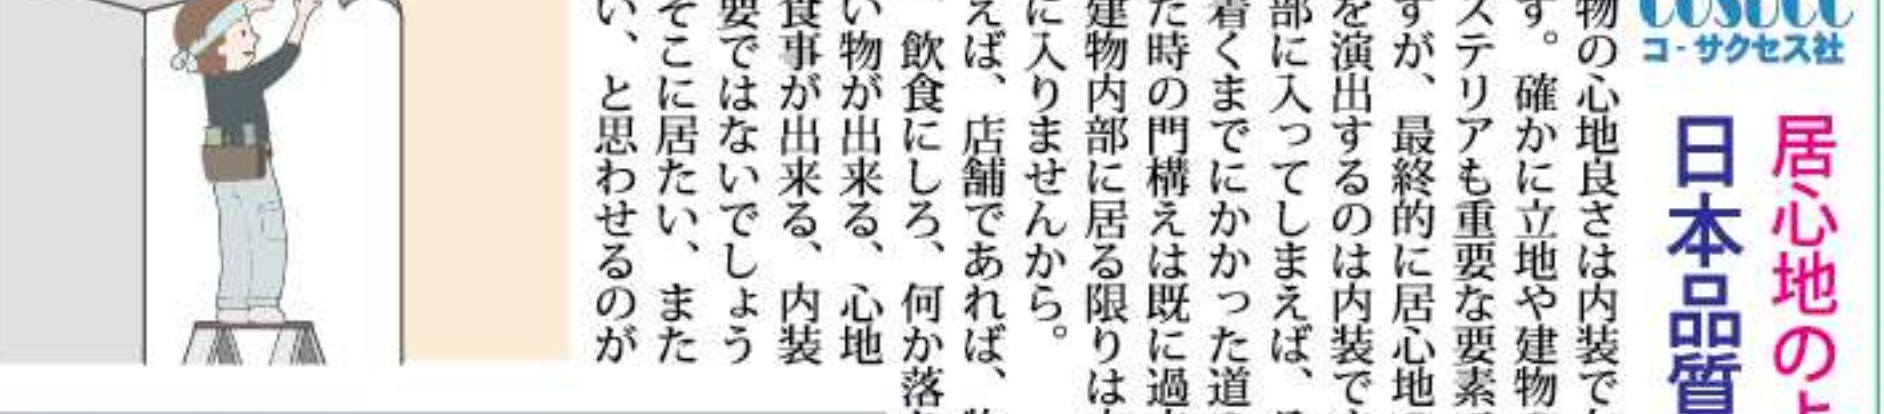 コ-サクセス社
居心地の
日本品質
物の心地良さは内装で
す。確かに立地や建物
ステリアも重要な要素
すが、最終的に居心地
を演出するのは内装で
部に入ってしまえば、
着くまでにかかった道
た時の門構えは既に過
建物内部に居る限りは
に入りませんから。
えば、店舗であれば、
飲食にしろ、何か落
い物が出来る、心地
食事が出来る、内装
要ではないでしょう
そこに居たい、また
い、と思わせるのが